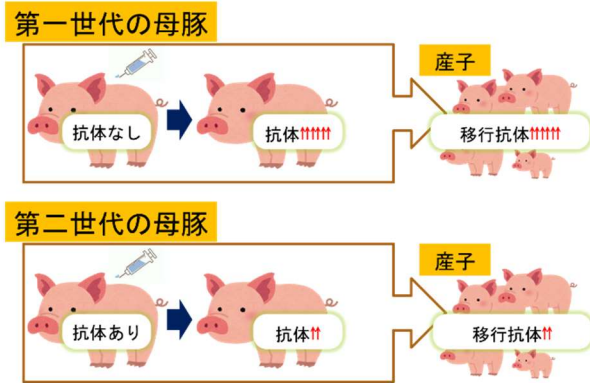 第一世代の母豚
産子
抗体なし
抗体↑↑↑↑↑
移行抗体↑↑↑↑↑
第二世代の母豚
産子
抗体あり
抗体↑↑
移行抗体↑↑